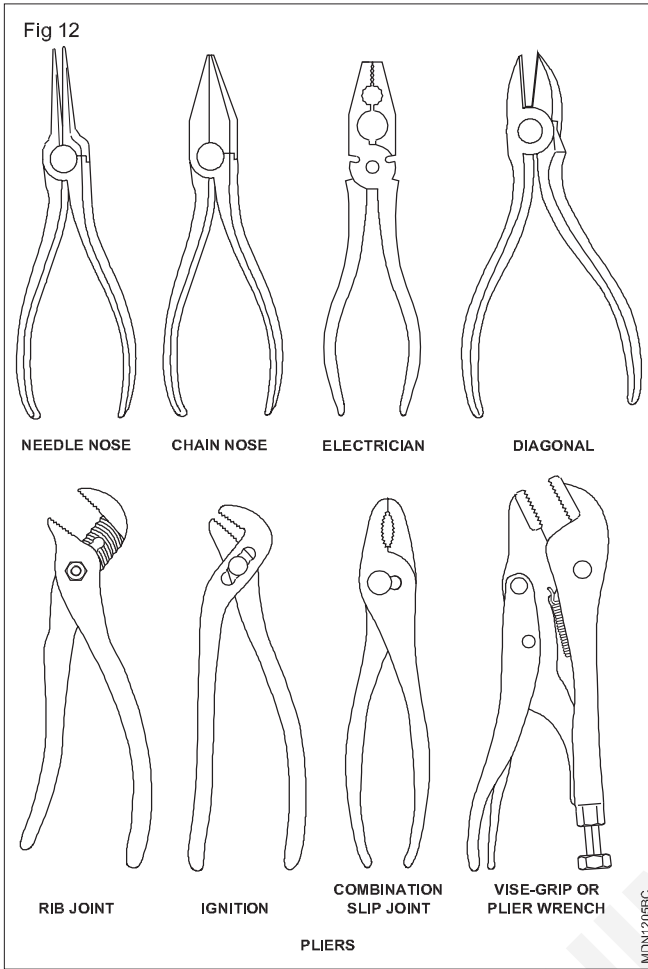 Fig 12
NEEDLE NOSE
CHAIN NOSE
ELECTRICIAN
DIAGONAL
RIB JOINT
IGNITION
COMBINATION
SLIP JOINT
VISE-GRIP OR
PLIER WRENCH
PLIERS
MDN1205BC